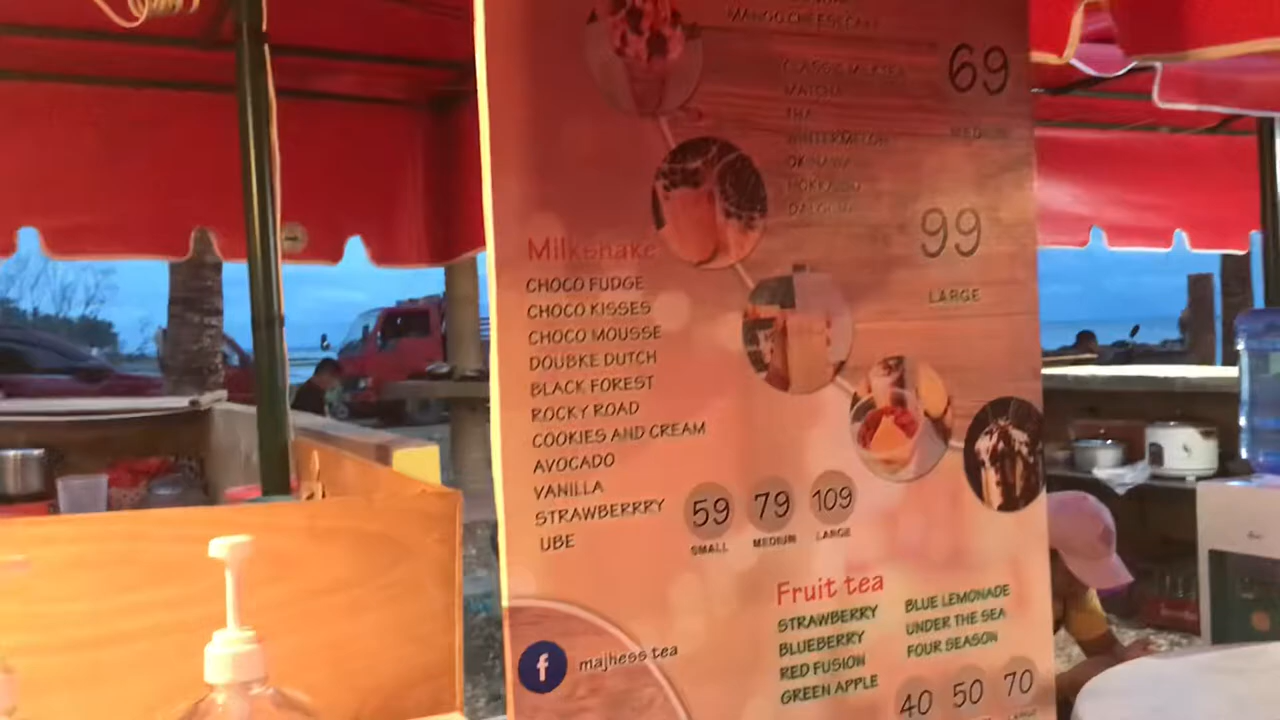 MANGO CHEESECAKE
CLASSIC MILKTEA
MATCHA
THAI
WINTERMELON
OKINAWA
HOKKAIDO
DALGONA
69
MEDIUM
99
LARGE
Milkshake
CHOCO FUDGE
CHOCO KISSES
CHOCO MOUSSE
DOUBKE DUTCH
BLACK FOREST
ROCKY ROAD
COOKIES AND CREAM
AVOCADO
VANILLA
STRAWBERRRY
UBE
59 79 109
SMALL MEDIUM LARGE
Fruit tea
STRAWBERRY
BLUEBERRY
RED FUSION
GREEN APPLE
BLUE LEMONADE
UNDER THE SEA
FOUR SEASON
40 50 70
f majhess tea